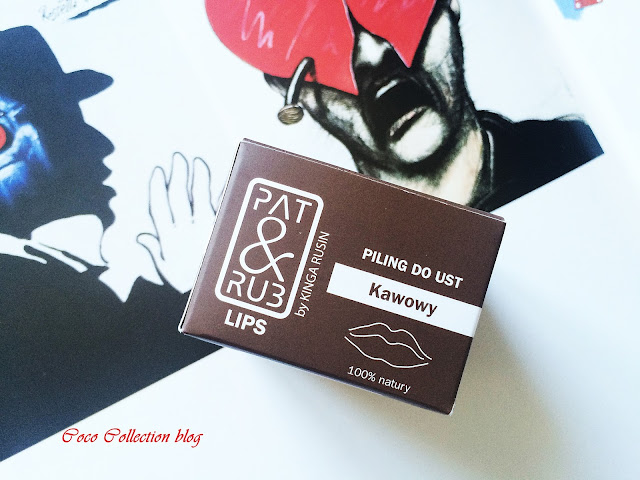 PAT
&
RUB
by KINGA RUSIN
LIPS
PILING DO UST
Kawowy
100% natury
Coco Collection blog